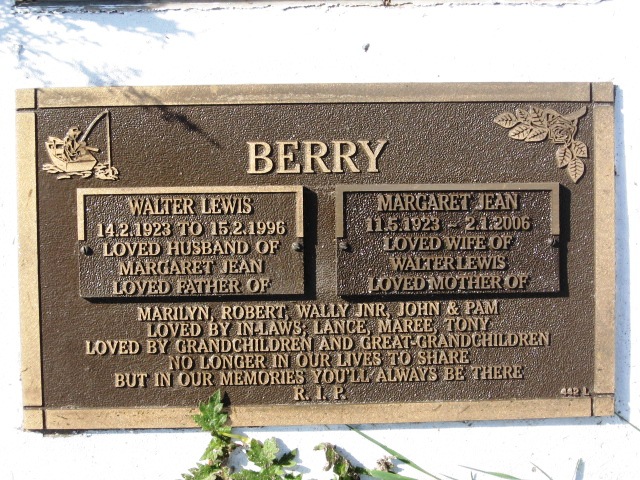 BERRY
WALTER LEWIS
14.2.1923 TO 15.2.1996
LOVED HUSBAND OF
MARGARET JEAN
LOVED FATHER OF
MARGARET JEAN
11.5.1923 - 2.1.2006
LOVED WIFE OF
WALTER LEWIS
LOVED MOTHER OF
MARILYN, ROBERT, WALLY JNR, JOHN & PAM
LOVED BY IN-LAWS, LANCE, MAREE, TONY
LOVED BY GRANDCHILDREN AND GREAT-GRANDCHILDREN
NO LONGER IN OUR LIVES TO SHARE
BUT IN OUR MEMORIES YOU'LL ALWAYS BE THERE
R. I. P.
442 L